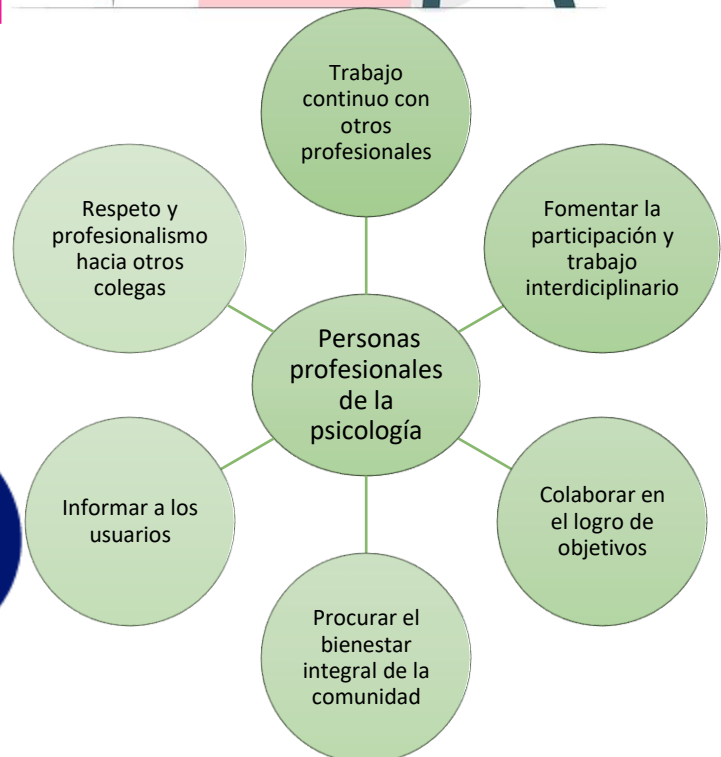 Trabajo
continuo con
otros
profesionales
Fomentar la
participación y
trabajo
interdiciplinario
Colaborar en
el logro de
objetivos
Procurar el
bienestar
integral de la
comunidad
Informar a los
usuarios
Respeto y
profesionalismo
hacia otros
colegas
Personas
profesionales
de la
psicología